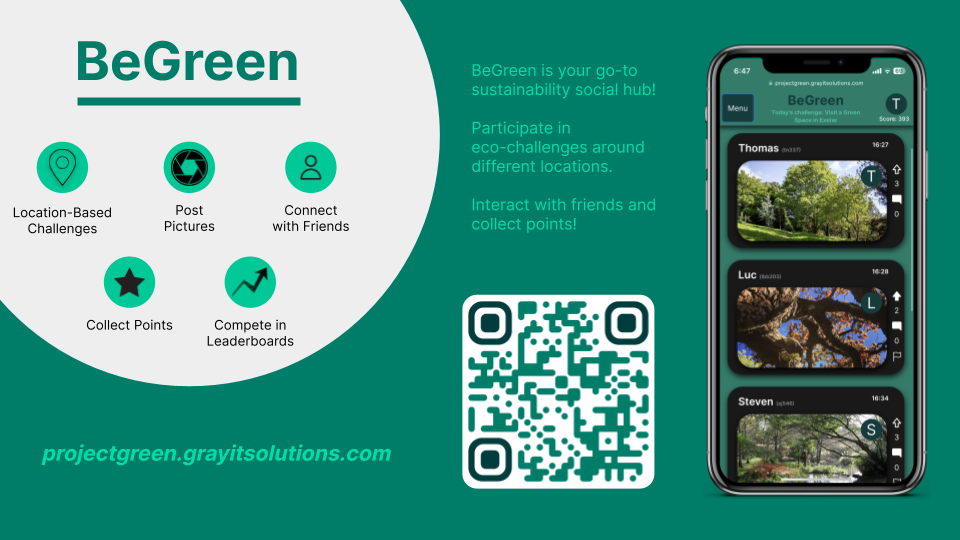 BeGreen
Location-Based
Challenges
Post
Pictures
Connect
with Friends
Collect Points
Compete in
Leaderboards
projectgreen.grayitsolutions.com
BeGreen is your go-to
sustainability social hub!
Participate in
eco-challenges around
different locations.
Interact with friends and
collect points!
6:47
projectgreen.grayitsolutions.com
Menu
BeGreen
Today's challenge: Visit a Green
Space in Exeter
T
Score: 393
Thomas
16:27
T
3
0
Luc
16:28
L
2
0
Steven
16:34
S
3
0